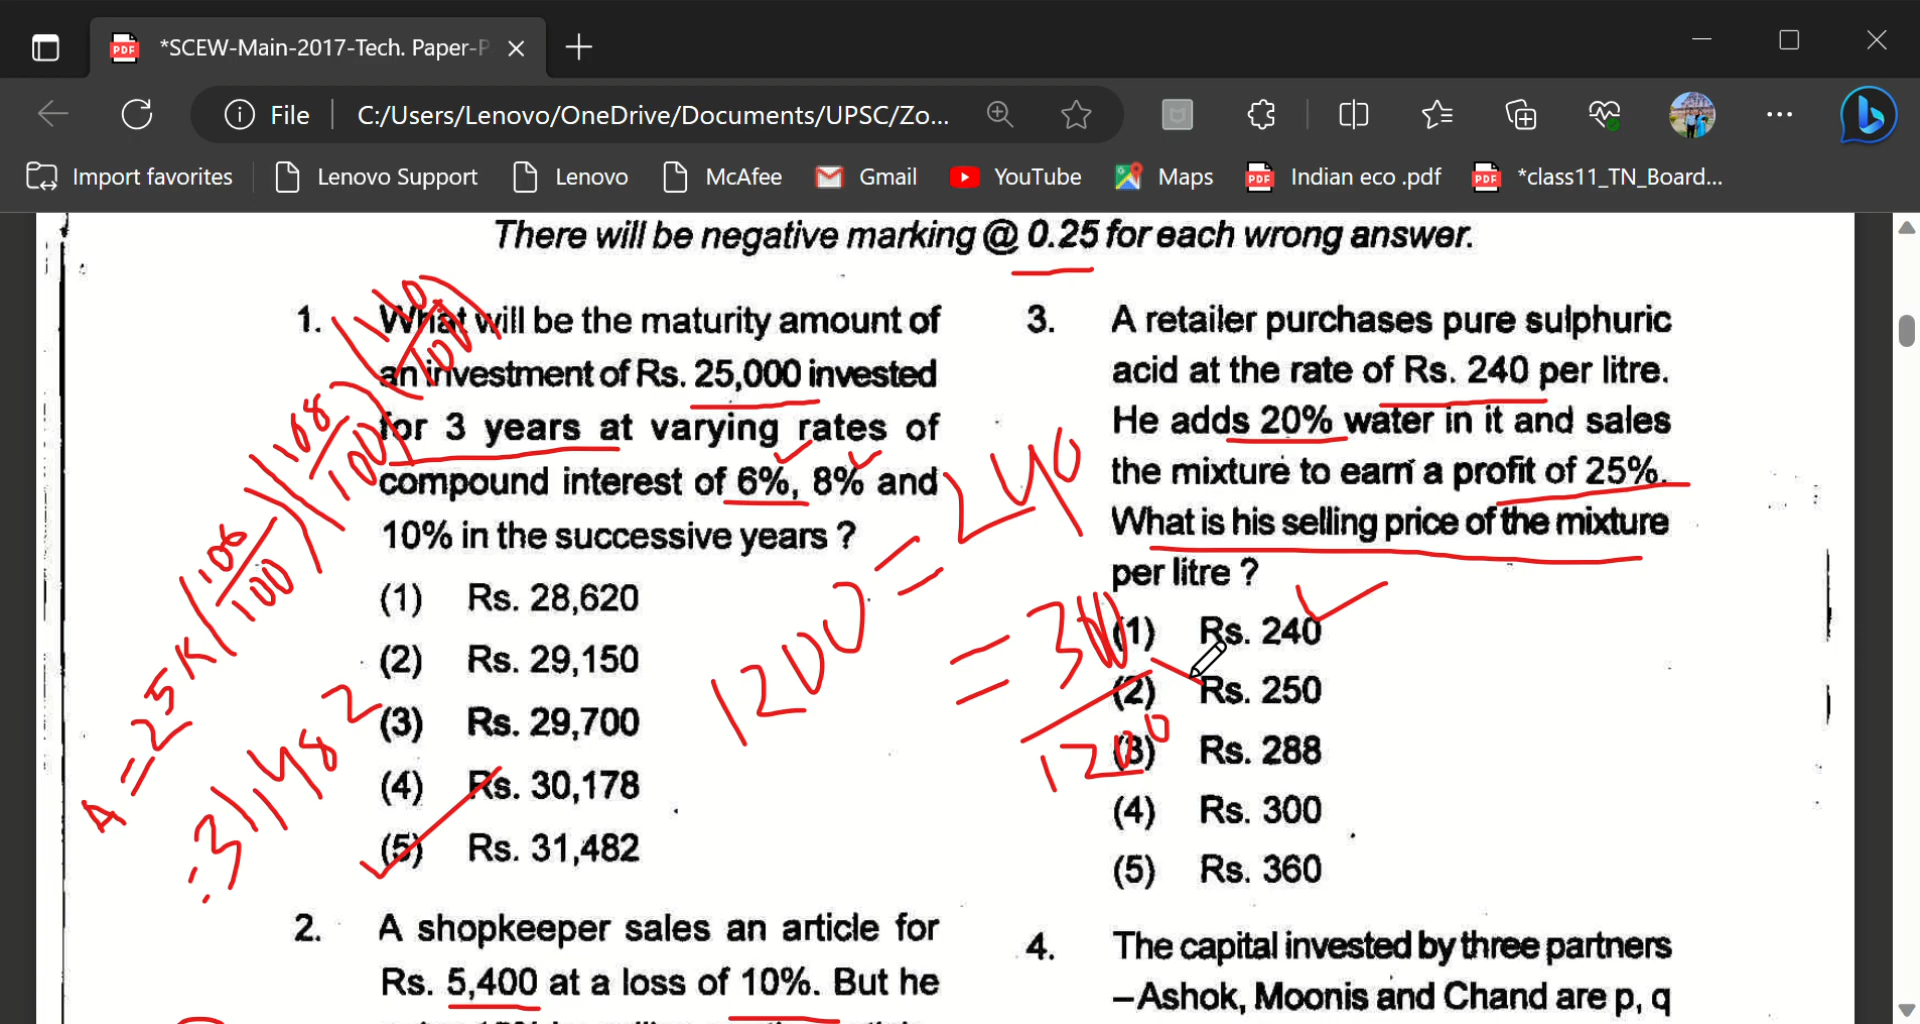 *SCEW-Main-2017-Tech. Paper-P
File
C:/Users/Lenovo/OneDrive/Documents/UPSC/Zo...
Import favorites
Lenovo Support
Lenovo
McAfee
Gmail
YouTube
Maps
Indian eco .pdf
*class11_TN_Board...
There will be negative marking @ 0.25 for each wrong answer.
1. What will be the maturity amount of
an investment of Rs. 25,000 invested
for 3 years at varying rates of
compound interest of 6%, 8% and
10% in the successive years ?
(1) Rs. 28,620
(2) Rs. 29,150
(3) Rs. 29,700
(4) Rs. 30,178
(5) Rs. 31,482
A = 25K (106/100) (108/100) (110/100)
= 31,482
2. A shopkeeper sales an article for
Rs. 5,400 at a loss of 10%. But he
3. A retailer purchases pure sulphuric
acid at the rate of Rs. 240 per litre.
He adds 20% water in it and sales
the mixture to earn a profit of 25%.
What is his selling price of the mixture
per litre ?
(1) Rs. 240
(2) Rs. 250
(3) Rs. 288
(4) Rs. 300
(5) Rs. 360
1200 = 240
4. The capital invested by three partners
–Ashok, Moonis and Chand are p, q